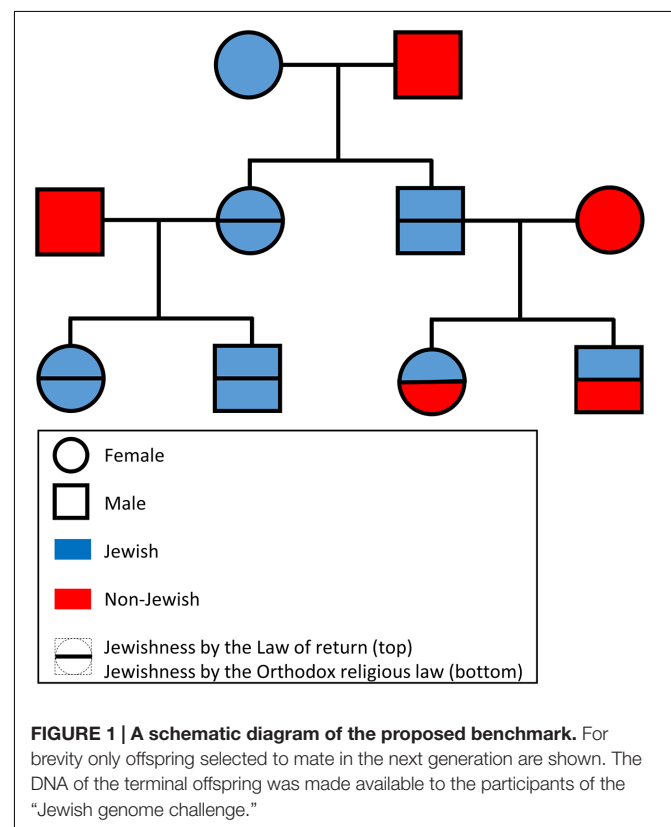 Female
Male
Jewish
Non-Jewish
Jewishness by the Law of return (top)
Jewishness by the Orthodox religious law (bottom)
FIGURE 1 | A schematic diagram of the proposed benchmark. For
brevity only offspring selected to mate in the next generation are shown. The
DNA of the terminal offspring was made available to the participants of the
“Jewish genome challenge.”